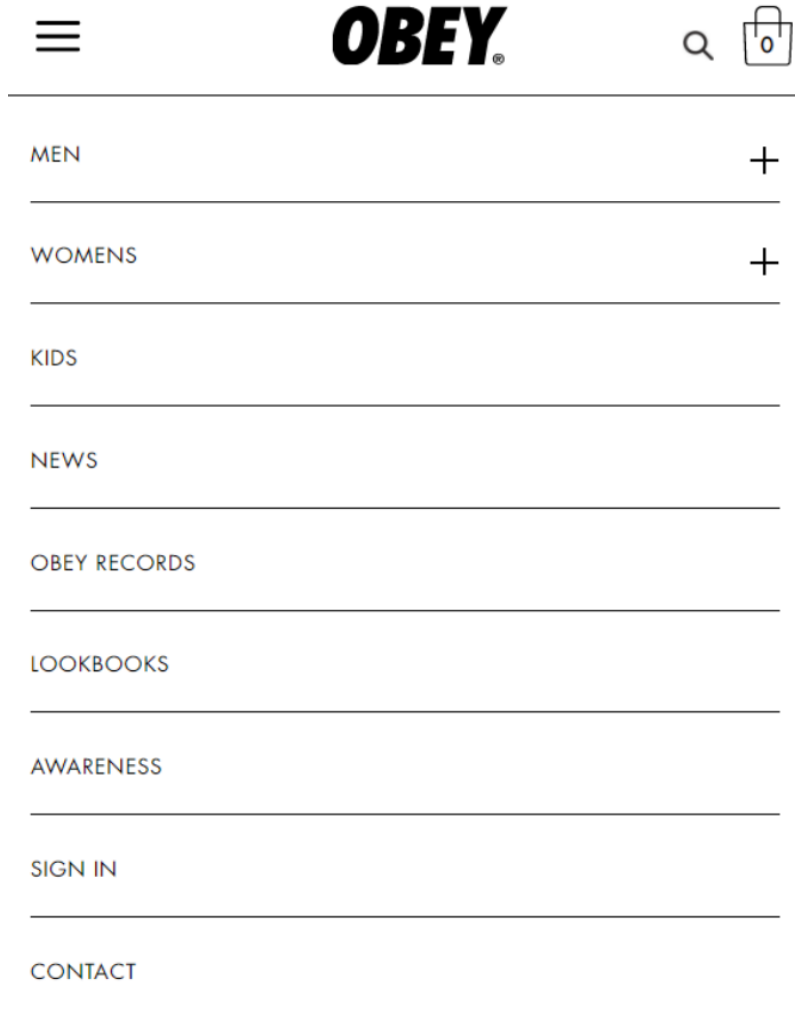 OBEY®
0
MEN
WOMENS
KIDS
NEWS
OBEY RECORDS
LOOKBOOKS
AWARENESS
SIGN IN
CONTACT